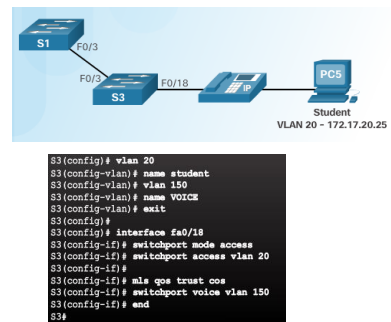 S1
F0/3
F0/3
S3
F0/18
IP
PC5
Student
VLAN 20 - 172.17.20.25
S3(config)# vlan 20
S3(config-vlan)# name student
S3(config-vlan)# vlan 150
S3(config-vlan)# name VOICE
S3(config-vlan)# exit
S3(config)#
S3(config)# interface fa0/18
S3(config-if)# switchport mode access
S3(config-if)# switchport access vlan 20
S3(config-if)#
S3(config-if)# mls qos trust cos
S3(config-if)# switchport voice vlan 150
S3(config-if)# end
S3#